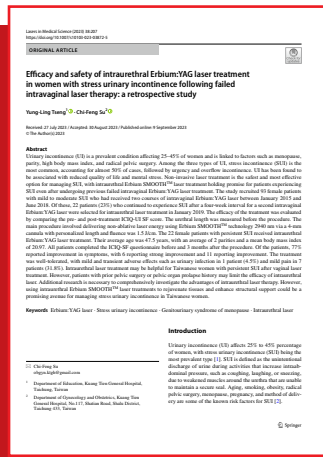 Lasers in Medical Science (2023) 38:207
https://doi.org/10.1007/s10103-023-03872-5
ORIGINAL ARTICLE
Efficacy and safety of intraurethral Erbium:YAG laser treatment
in women with stress urinary incontinence following failed
intravaginal laser therapy: a retrospective study
Yung-Ling Tseng1 · Chi-Feng Su2
Received: 27 July 2023 / Accepted: 30 August 2023 / Published online: 9 September 2023
© The Author(s) 2023
Abstract
Urinary incontinence (UI) is a prevalent condition affecting 25–45% of women and is linked to factors such as menopause,
parity, high body mass index, and radical pelvic surgery. Among the three types of UI, stress incontinence (SUI) is the
most common, accounting for almost 50% of cases, followed by urgency and overflow incontinence. UI has been found to
be associated with reduced quality of life and mental stress. Non-invasive laser treatment is the safest and most effective
option for managing SUI, with intraurethral Erbium SMOOTH™ laser treatment holding promise for patients experiencing
SUI even after undergoing previous failed intravaginal Erbium:YAG laser therapy. The study recruited 93 female patients
with mild to moderate SUI who had received two courses of intravaginal Erbium:YAG laser between January 2015 and
June 2018. Of these, 22 patients (23%) who continued to experience SUI after a four-week interval for a second intravaginal
Erbium:YAG laser were selected for intraurethral laser treatment in January 2019. The efficacy of the treatment was evaluated
by comparing the pre- and post-treatment ICIQ-UI SF score. The urethral length was measured before the procedure. The
main procedure involved delivering non-ablative laser energy using Erbium SMOOTH™ technology 2940 nm via a 4-mm
cannula with personalized length and fluence was 1.5 J/cm. The 22 female patients with persistent SUI received intraurethral
Erbium:YAG laser treatment. Their average age was 47.5 years, with an average of 2 parities and a mean body mass index
of 20.97. All patients completed the ICIQ-SF questionnaire before and 3 months after the procedure. Of the patients, 77%
reported improvement in symptoms, with 6 reporting strong improvement and 11 reporting improvement. The treatment
was well-tolerated, with mild and transient adverse effects such as urinary infection in 1 patient (4.5%) and mild pain in 7
patients (31.8%). Intraurethral laser treatment may be helpful for Taiwanese women with persistent SUI after vaginal laser
treatment. However, patients with prior pelvic surgery or pelvic organ prolapse history may limit the efficacy of intraurethral
laser. Additional research is necessary to comprehensively investigate the advantages of intraurethral laser therapy. However,
using intraurethral Erbium SMOOTH™ laser treatments to rejuvenate tissues and enhance structural support could be a
promising avenue for managing stress urinary incontinence in Taiwanese women.
Keywords Erbium:YAG laser · Stress urinary incontinence · Genitourinary syndrome of menopause · Intraurethral laser
Introduction
Urinary incontinence (UI) affects 25% to 45% percentage
of women, with stress urinary incontinence (SUI) being the
most prevalent type [1]. SUI is defined as the unintentional
discharge of urine during activities that increase intraab-
dominal pressure, such as coughing, laughing, or sneezing,
due to weakened muscles around the urethra that are unable
to maintain a secure seal. Aging, smoking, obesity, radical
pelvic surgery, menopause, pregnancy, and method of deliv-
ery are some of the known risk factors for SUI [2].
Chi-Feng Su
1 Department of Education, Kuang Tien General Hospital,
Taichung, Taiwan
2 Department of Gynecology and Obstetrics, Kuang Tien
General Hospital, No.117, Shatian Road, Shalu District,
Taichung 433, Taiwan
Springer